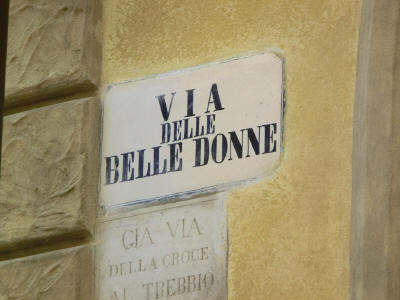 VIA
DELLE
BELLE DONNE
GIA VIA
DELLA CROCE
AL TREBBIO